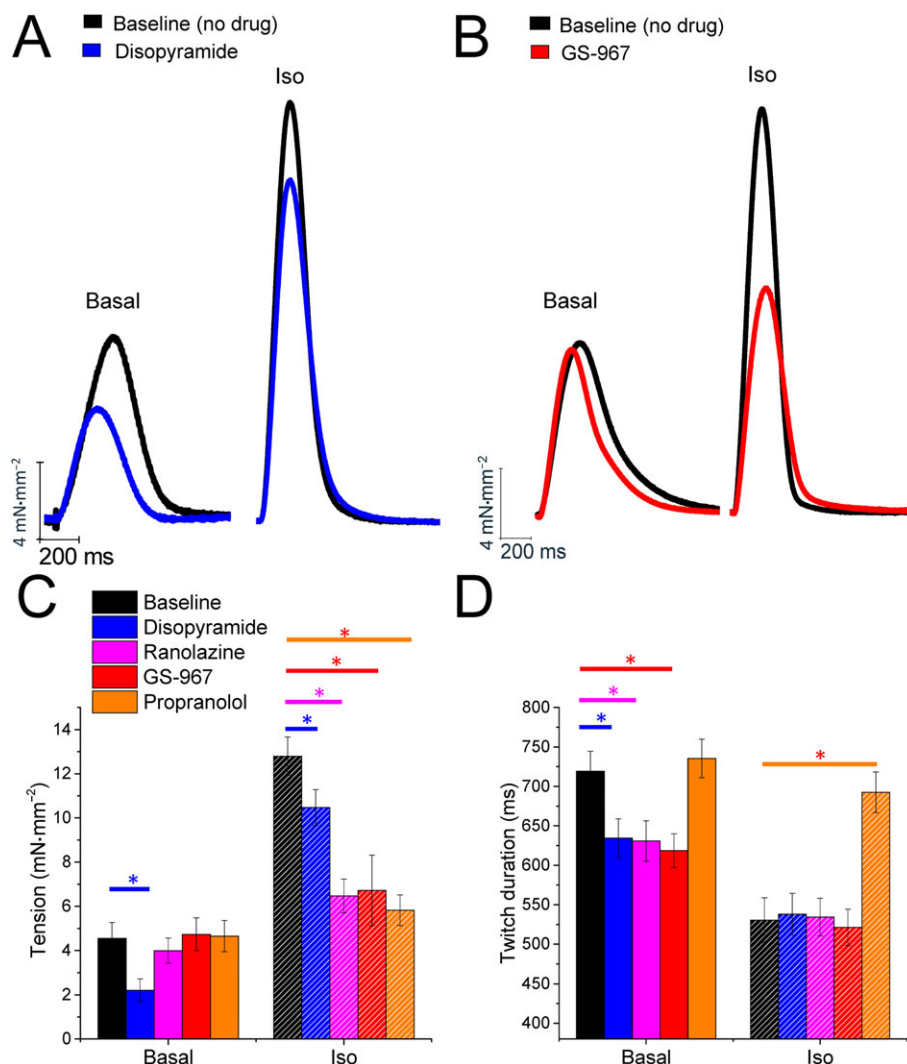 A
Baseline (no drug)
Disopyramide
Iso
Basal
4 mN·mm⁻²
200 ms
B
Baseline (no drug)
GS-967
Iso
Basal
4 mN·mm⁻²
200 ms
C
Baseline
Disopyramide
Ranolazine
GS-967
Propranolol
* * * * *
Tension (mN·mm⁻²)
14
12
10
8
6
4
2
0
Basal Iso
D
* * * *
Twitch duration (ms)
800
750
700
650
600
550
500
450
400
Basal Iso